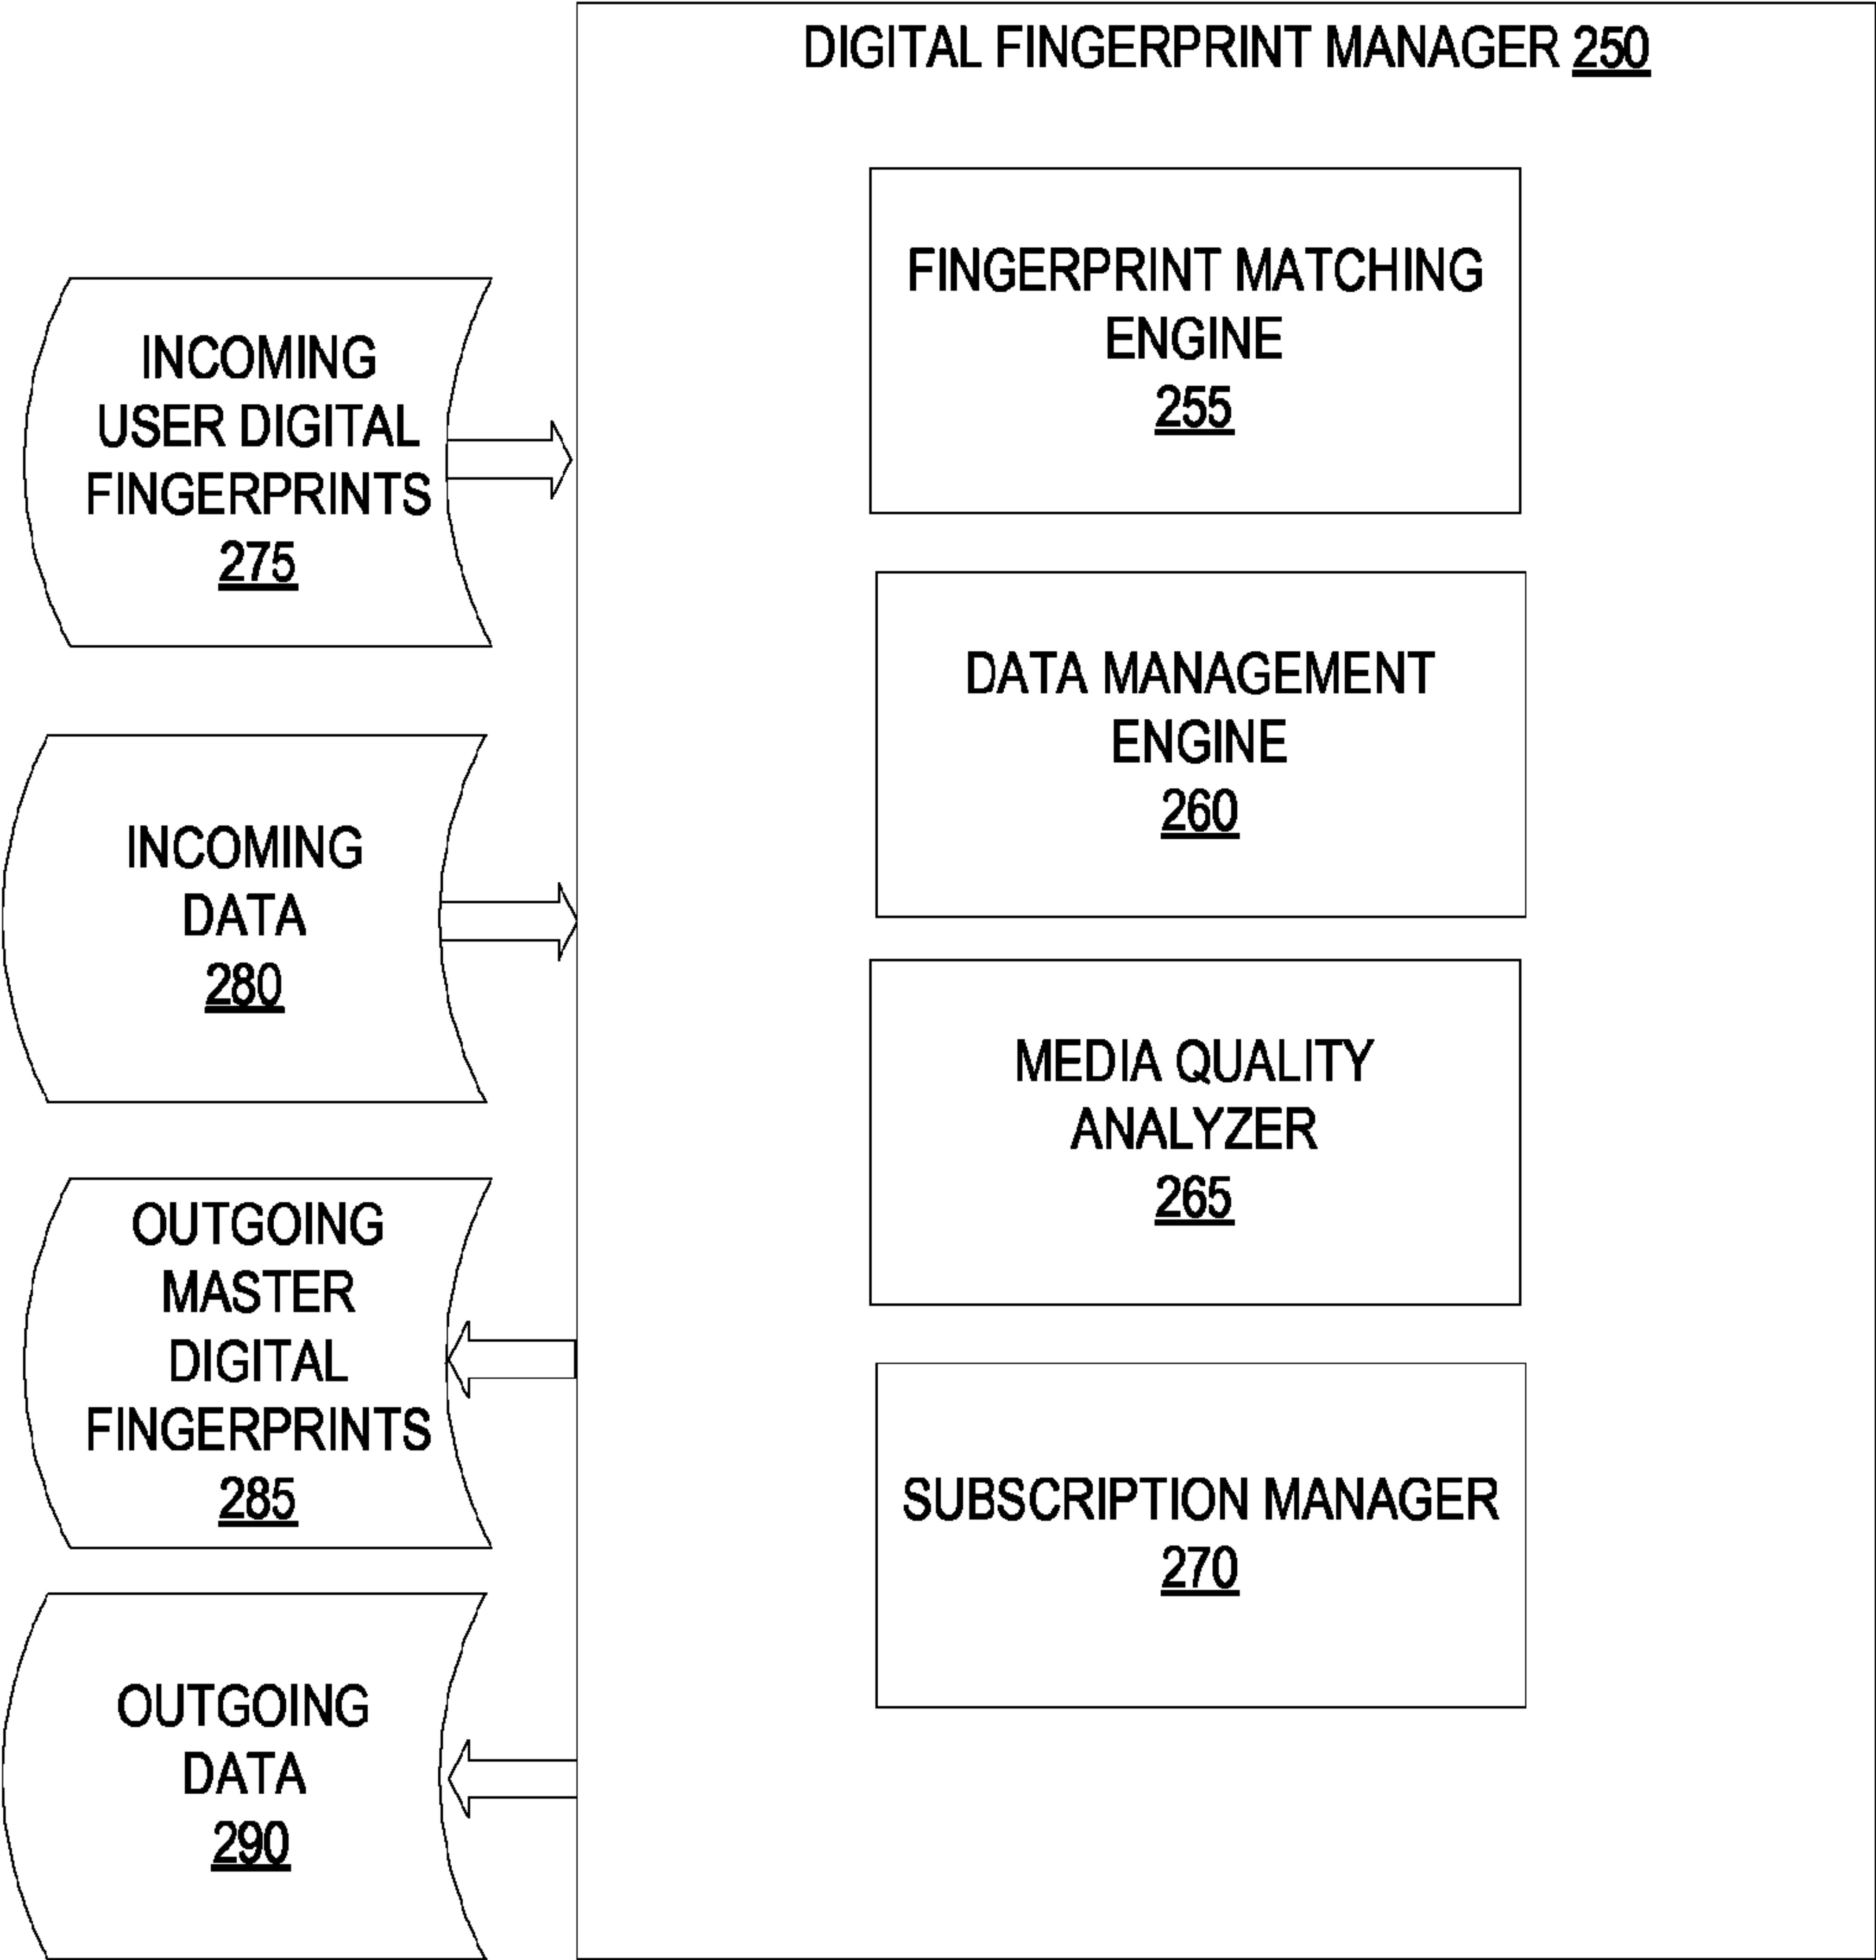 DIGITAL FINGERPRINT MANAGER 250
FINGERPRINT MATCHING
ENGINE
255
DATA MANAGEMENT
ENGINE
260
MEDIA QUALITY
ANALYZER
265
SUBSCRIPTION MANAGER
270
INCOMING
USER DIGITAL
FINGERPRINTS
275
INCOMING
DATA
280
OUTGOING
MASTER
DIGITAL
FINGERPRINTS
285
OUTGOING
DATA
290